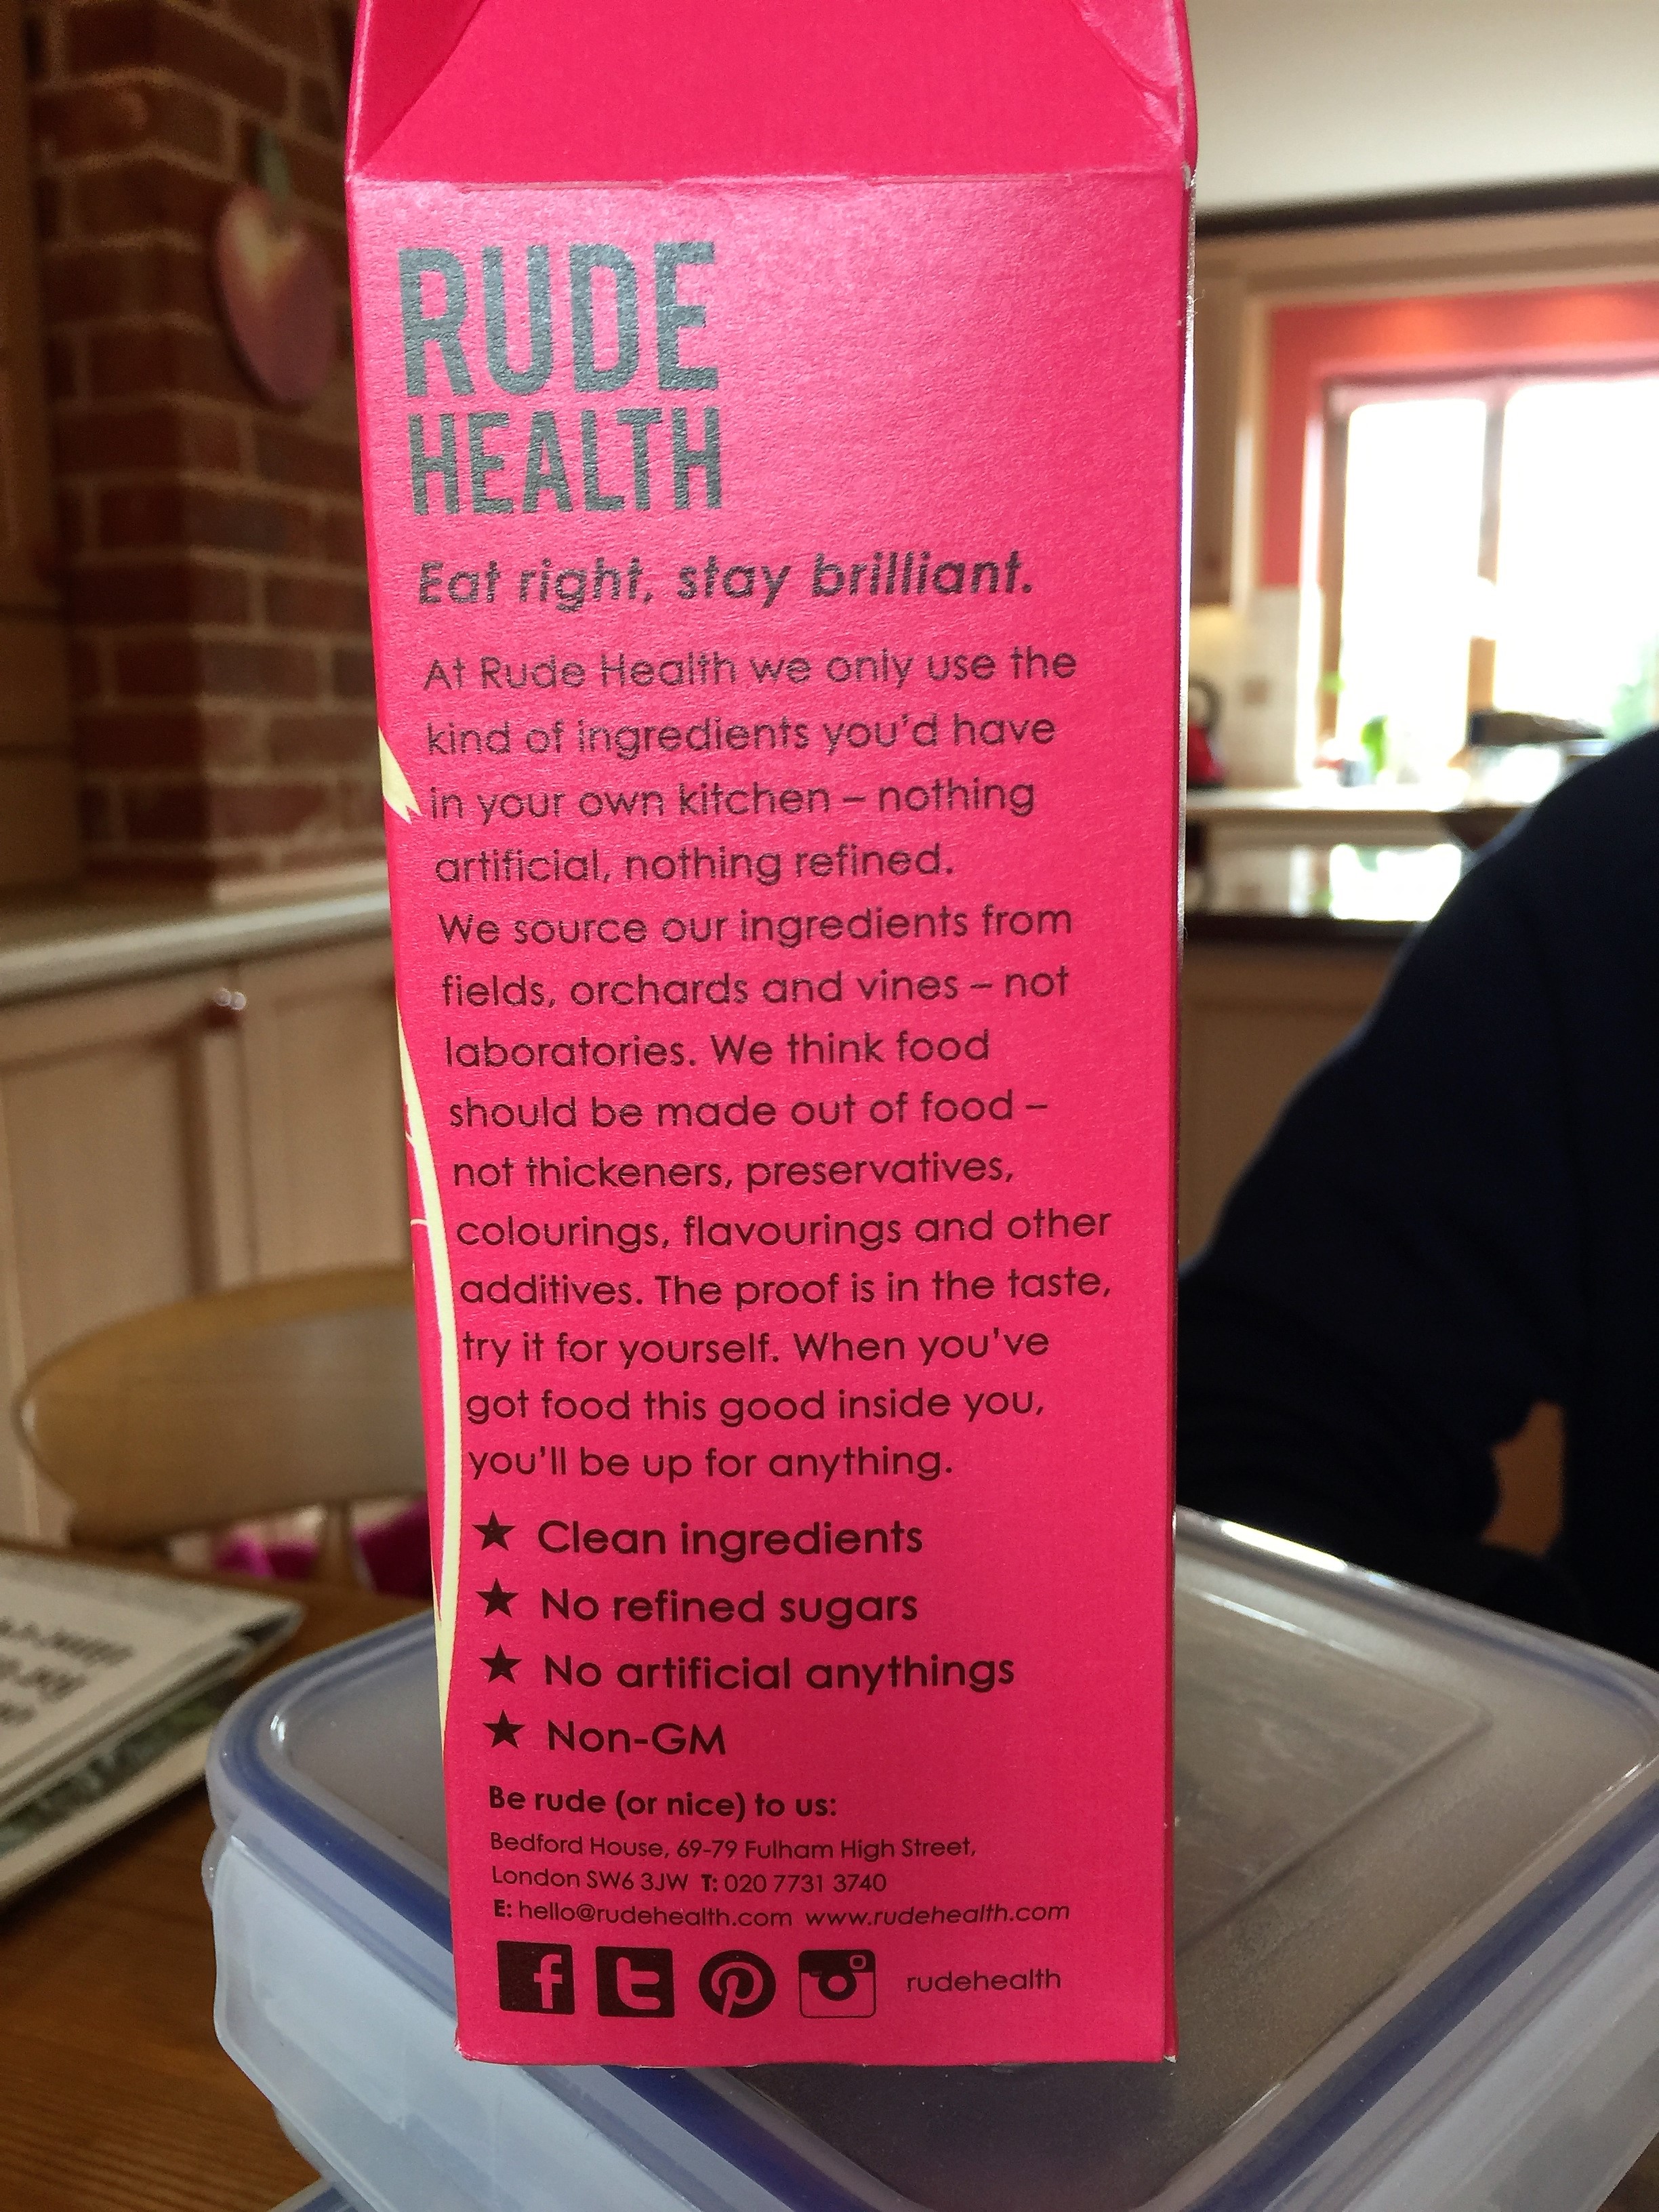 RUDE
HEALTH
Eat right, stay brilliant.
At Rude Health we only use the
kind of ingredients you'd have
in your own kitchen – nothing
artificial, nothing refined.
We source our ingredients from
fields, orchards and vines – not
laboratories. We think food
should be made out of food –
not thickeners, preservatives,
colourings, flavourings and other
additives. The proof is in the taste,
try it for yourself. When you've
got food this good inside you,
you'll be up for anything.
★ Clean ingredients
★ No refined sugars
★ No artificial anythings
★ Non-GM
Be rude (or nice) to us:
Bedford House, 69-79 Fulham High Street,
London SW6 3JW T: 020 7731 3740
E: hello@rudehealth.com www.rudehealth.com
rudehealth